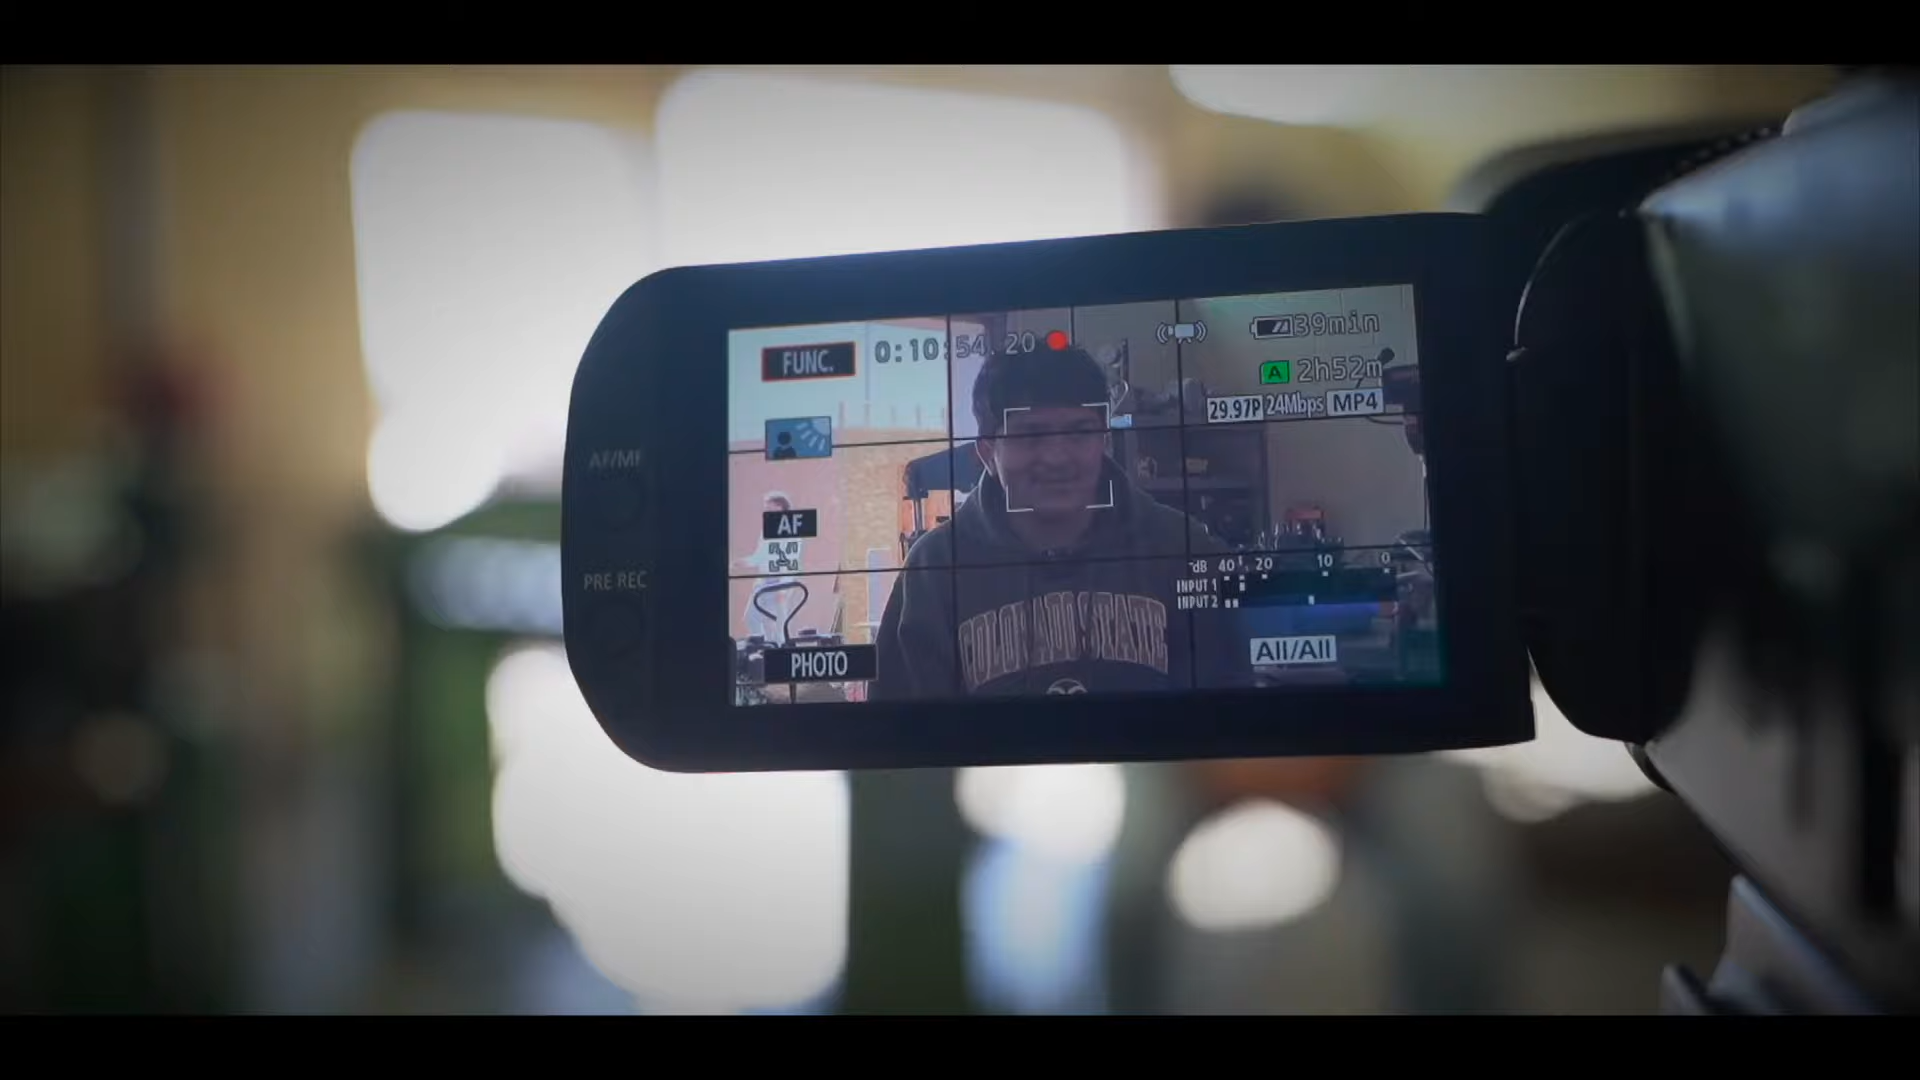 FUNC.
0:10:54.20
39min
A 2h52m
29.97P 24Mbps MP4
AF/MF
AF
PRE REC
-dB 40 20 10 0
INPUT 1
INPUT 2
COLORADO STATE
All/All
PHOTO